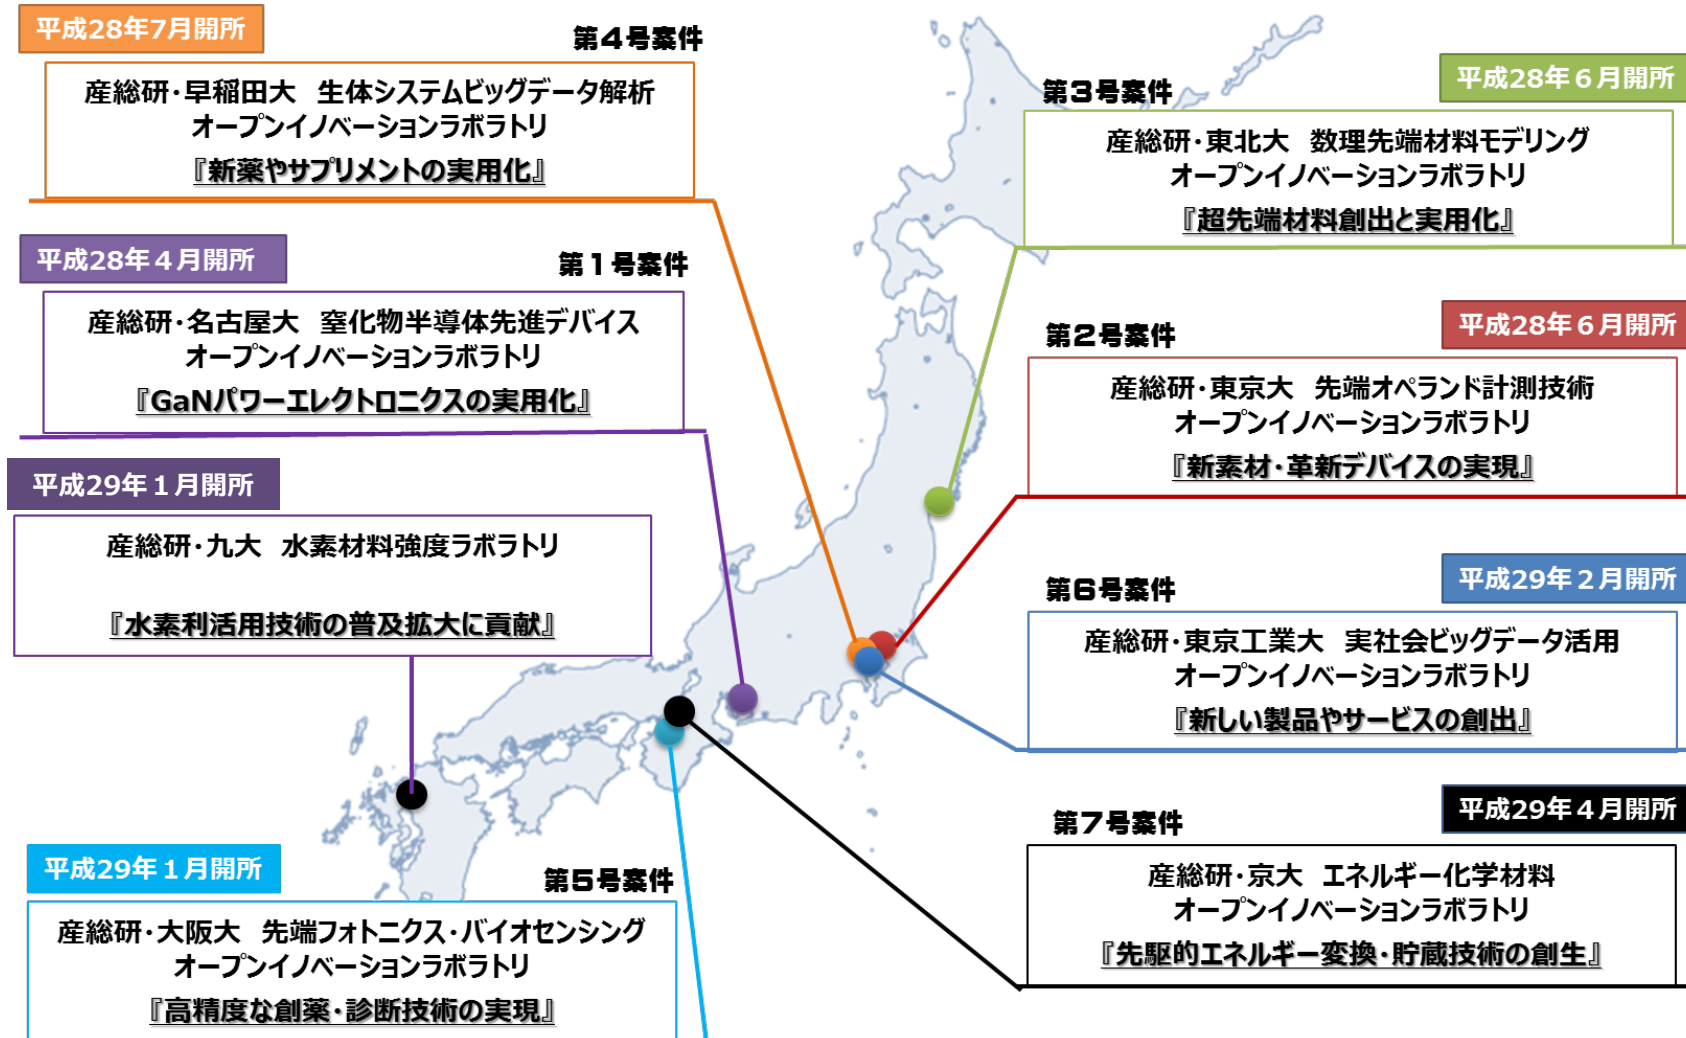 平成28年7月開所
第4号案件
産総研・早稲田大　生体システムビッグデータ解析
オープンイノベーションラボラトリ
『新薬やサプリメントの実用化』
平成28年４月開所
第１号案件
産総研・名古屋大　窒化物半導体先進デバイス
オープンイノベーションラボラトリ
『GaNパワーエレクトロニクスの実用化』
平成29年１月開所
産総研・九大　水素材料強度ラボラトリ
『水素利活用技術の普及拡大に貢献』
平成29年１月開所
第5号案件
産総研・大阪大　先端フォトニクス・バイオセンシング
オープンイノベーションラボラトリ
『高精度な創薬・診断技術の実現』
平成28年６月開所
第3号案件
産総研・東北大　数理先端材料モデリング
オープンイノベーションラボラトリ
『超先端材料創出と実用化』
平成28年６月開所
第2号案件
産総研・東京大　先端オペランド計測技術
オープンイノベーションラボラトリ
『新素材・革新デバイスの実現』
平成29年２月開所
第6号案件
産総研・東京工業大　実社会ビッグデータ活用
オープンイノベーションラボラトリ
『新しい製品やサービスの創出』
平成29年４月開所
第7号案件
産総研・京大　エネルギー化学材料
オープンイノベーションラボラトリ
『先駆的エネルギー変換・貯蔵技術の創生』